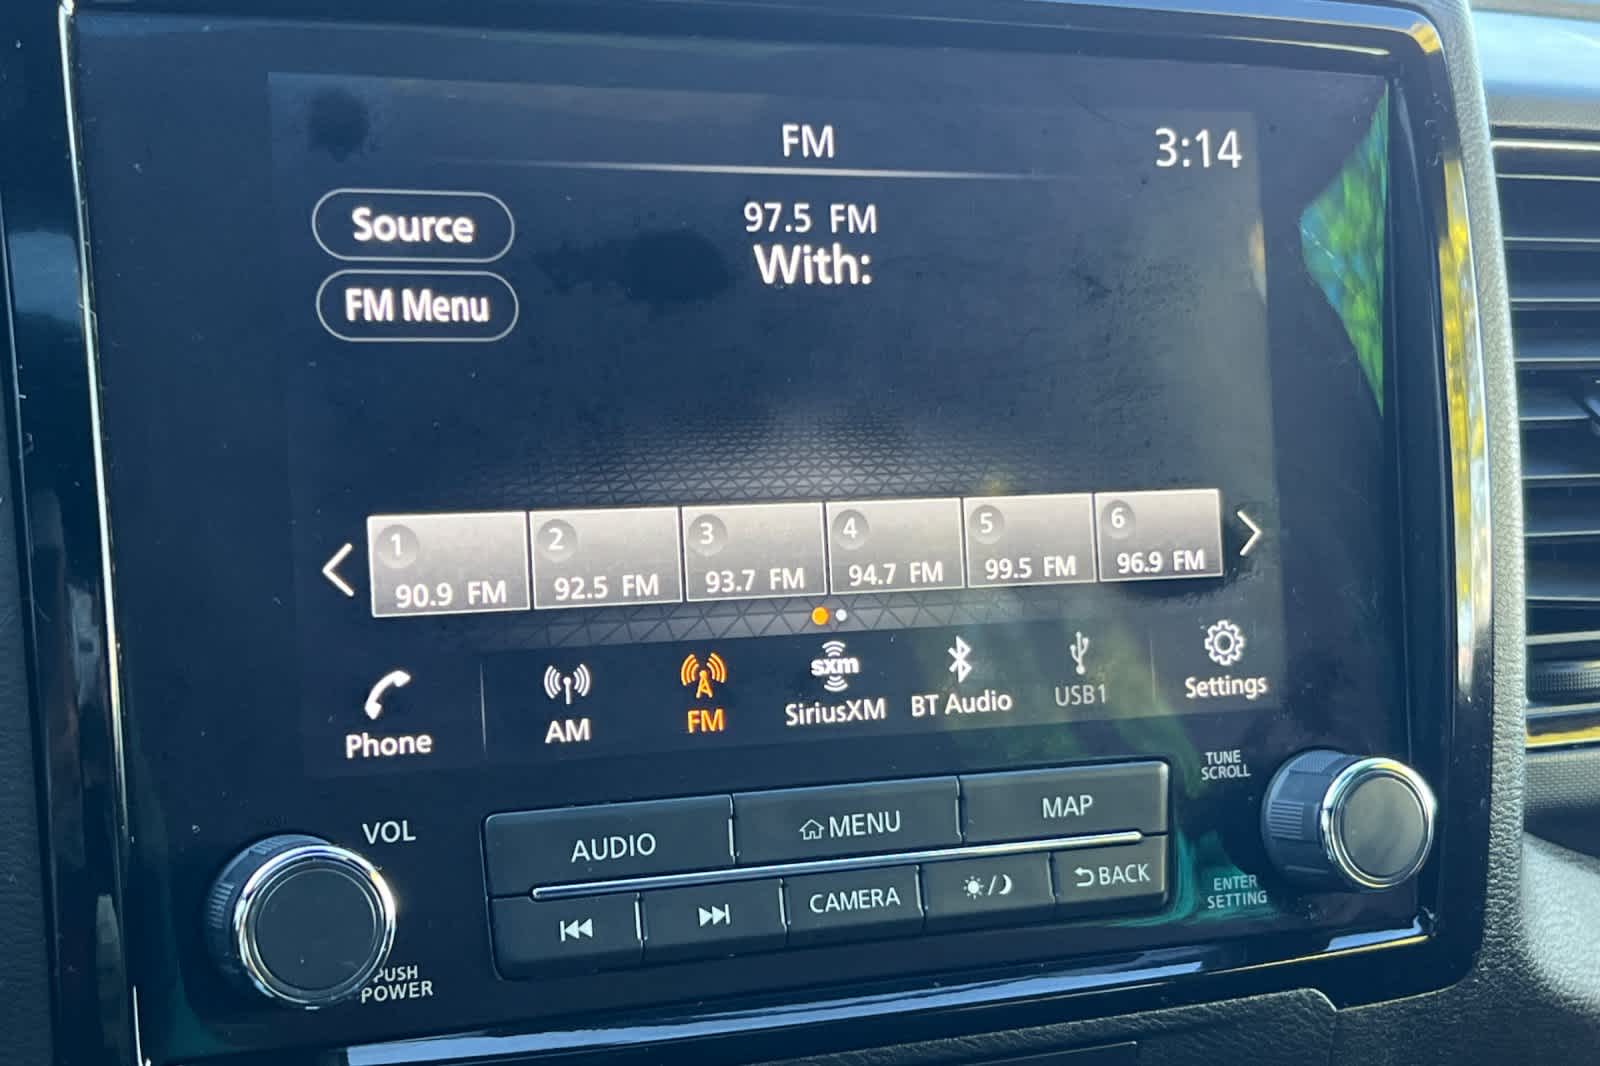 FM
3:14
Source
97.5 FM
With:
FM Menu
1
2
3
4
5
6
90.9 FM
92.5 FM
93.7 FM
94.7 FM
99.5 FM
96.9 FM
Phone
AM
FM
sxm
SiriusXM
BT Audio
USB1
Settings
VOL
TUNE
SCROLL
AUDIO
MENU
MAP
CAMERA
BACK
ENTER
SETTING
PUSH
POWER